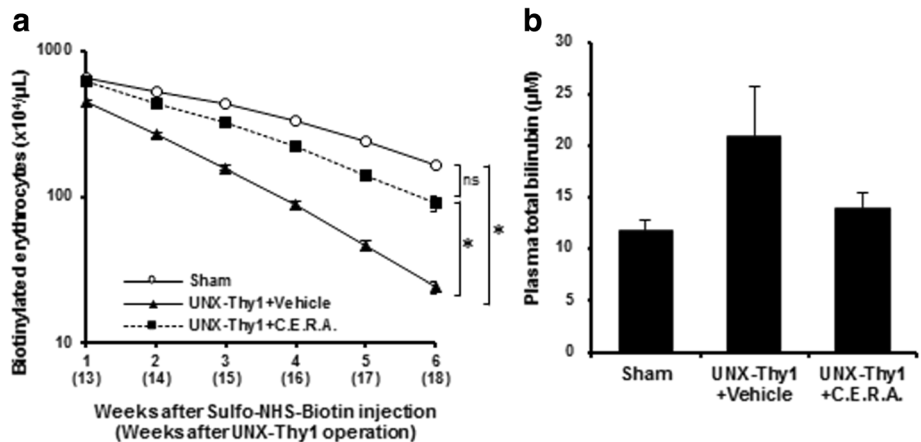 a
Biotinylated erythrocytes (x10⁴/μL)
1000
100
10
Sham
UNX-Thy1+Vehicle
UNX-Thy1+C.E.R.A.
ns
*
*
1 2 3 4 5 6
(13) (14) (15) (16) (17) (18)
Weeks after Sulfo-NHS-Biotin injection
(Weeks after UNX-Thy1 operation)
b
Plasma total bilirubin (μM)
30
25
20
15
10
5
0
Sham UNX-Thy1 UNX-Thy1
+Vehicle +C.E.R.A.